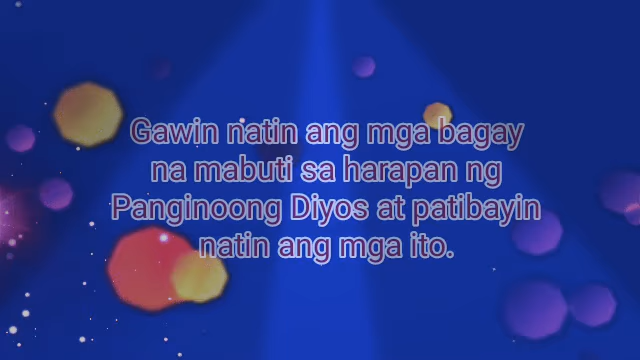 Gawin natin ang mga bagay
na mabuti sa harapan ng
Panginoong Diyos at patibayin
natin ang mga ito.